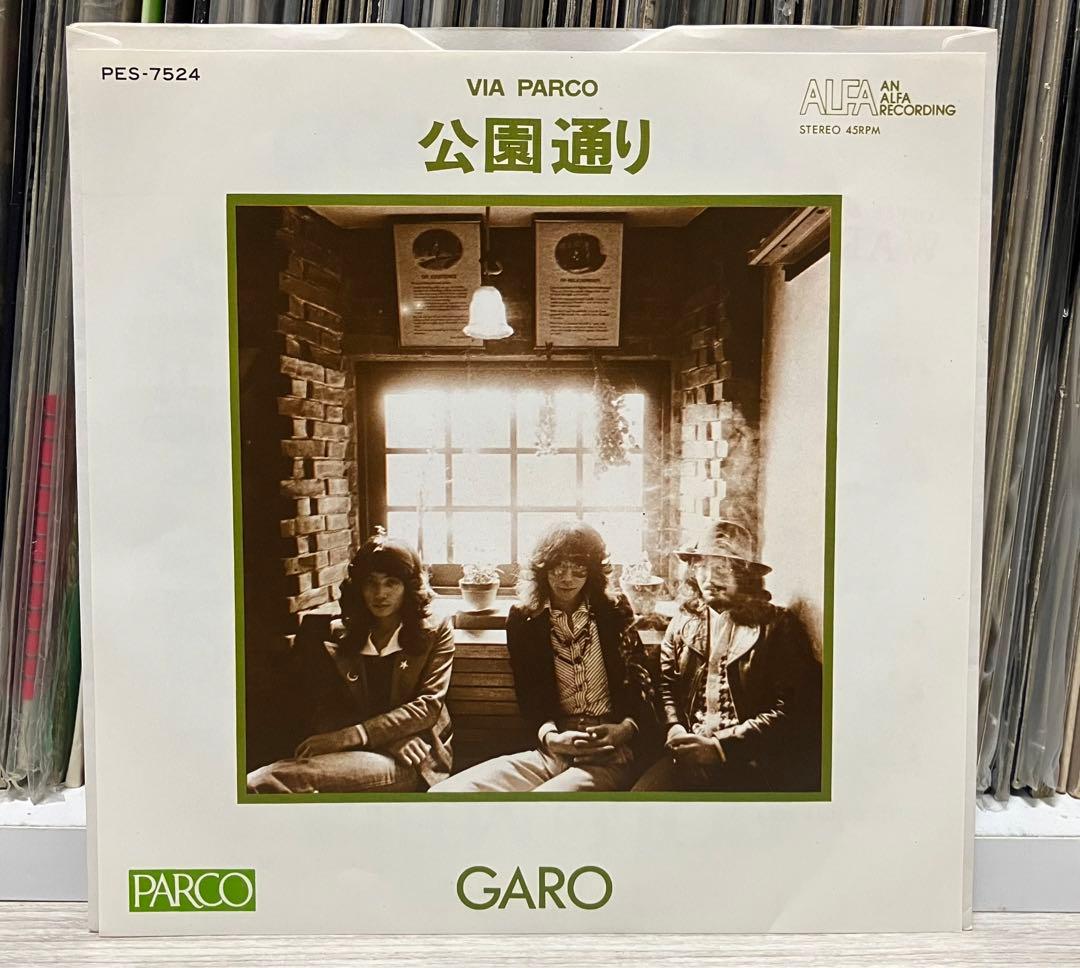 PES-7524
VIA PARCO
公園通り
ALFA
AN
ALFA
RECORDING
STEREO 45RPM
PARCO
GARO